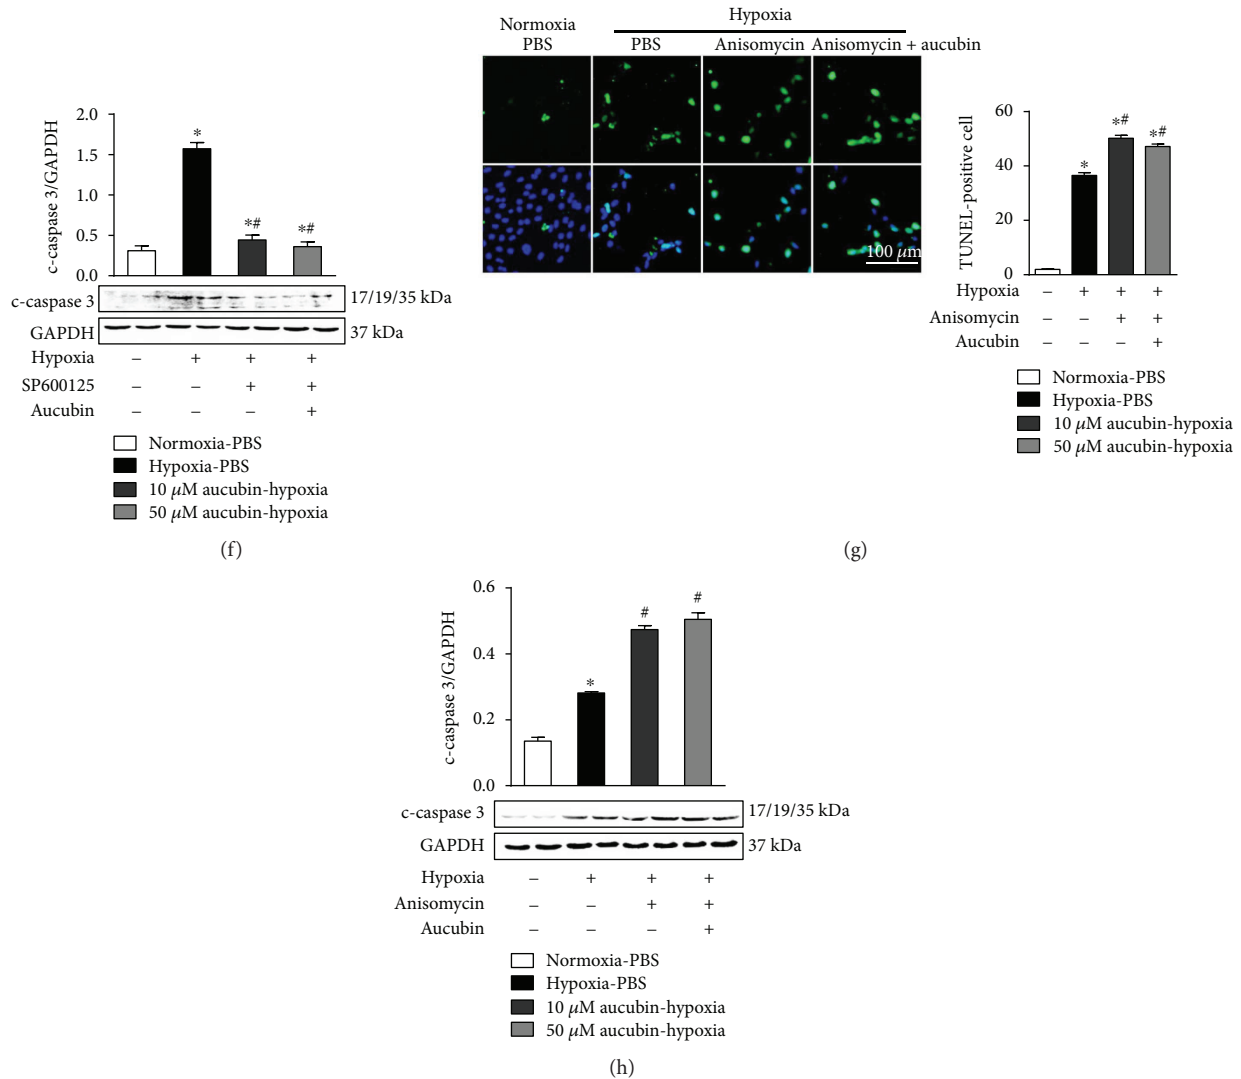 c-caspase 3/GAPDH
2.0
1.5
1.0
0.5
0.0
*
*#
*#
c-caspase 3
17/19/35 kDa
GAPDH
37 kDa
Hypoxia – + + +
SP600125 – – + +
Aucubin – – – +
Normoxia-PBS
Hypoxia-PBS
10 μM aucubin-hypoxia
50 μM aucubin-hypoxia
(f)
Normoxia
PBS
Hypoxia
PBS Anisomycin Anisomycin + aucubin
100 μm
TUNEL-positive cell
60
40
20
0
*
*#
*#
Hypoxia – + + +
Anisomycin – – + +
Aucubin – – – +
Normoxia-PBS
Hypoxia-PBS
10 μM aucubin-hypoxia
50 μM aucubin-hypoxia
(g)
c-caspase 3/GAPDH
0.6
0.4
0.2
0.0
*
#
#
c-caspase 3
17/19/35 kDa
GAPDH
37 kDa
Hypoxia – + + +
Anisomycin – – + +
Aucubin – – – +
Normoxia-PBS
Hypoxia-PBS
10 μM aucubin-hypoxia
50 μM aucubin-hypoxia
(h)